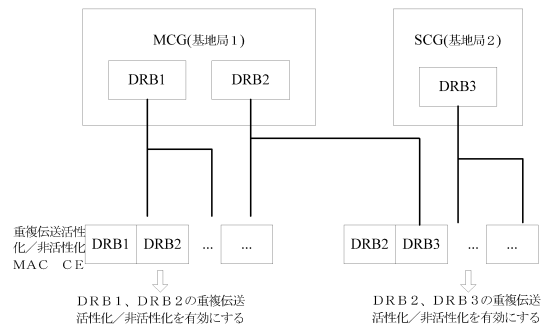 MCG(基地局１)
SCG(基地局２)
DRB1
DRB2
DRB3
重複伝送活性
化／非活性化
ＭＡＣ　ＣＥ
DRB1 DRB2 ... ...
DRB2 DRB3 ... ...
ＤＲＢ１、ＤＲＢ２の重複伝送
活性化／非活性化を有効にする
ＤＲＢ２、ＤＲＢ３の重複伝送
活性化／非活性化を有効にする